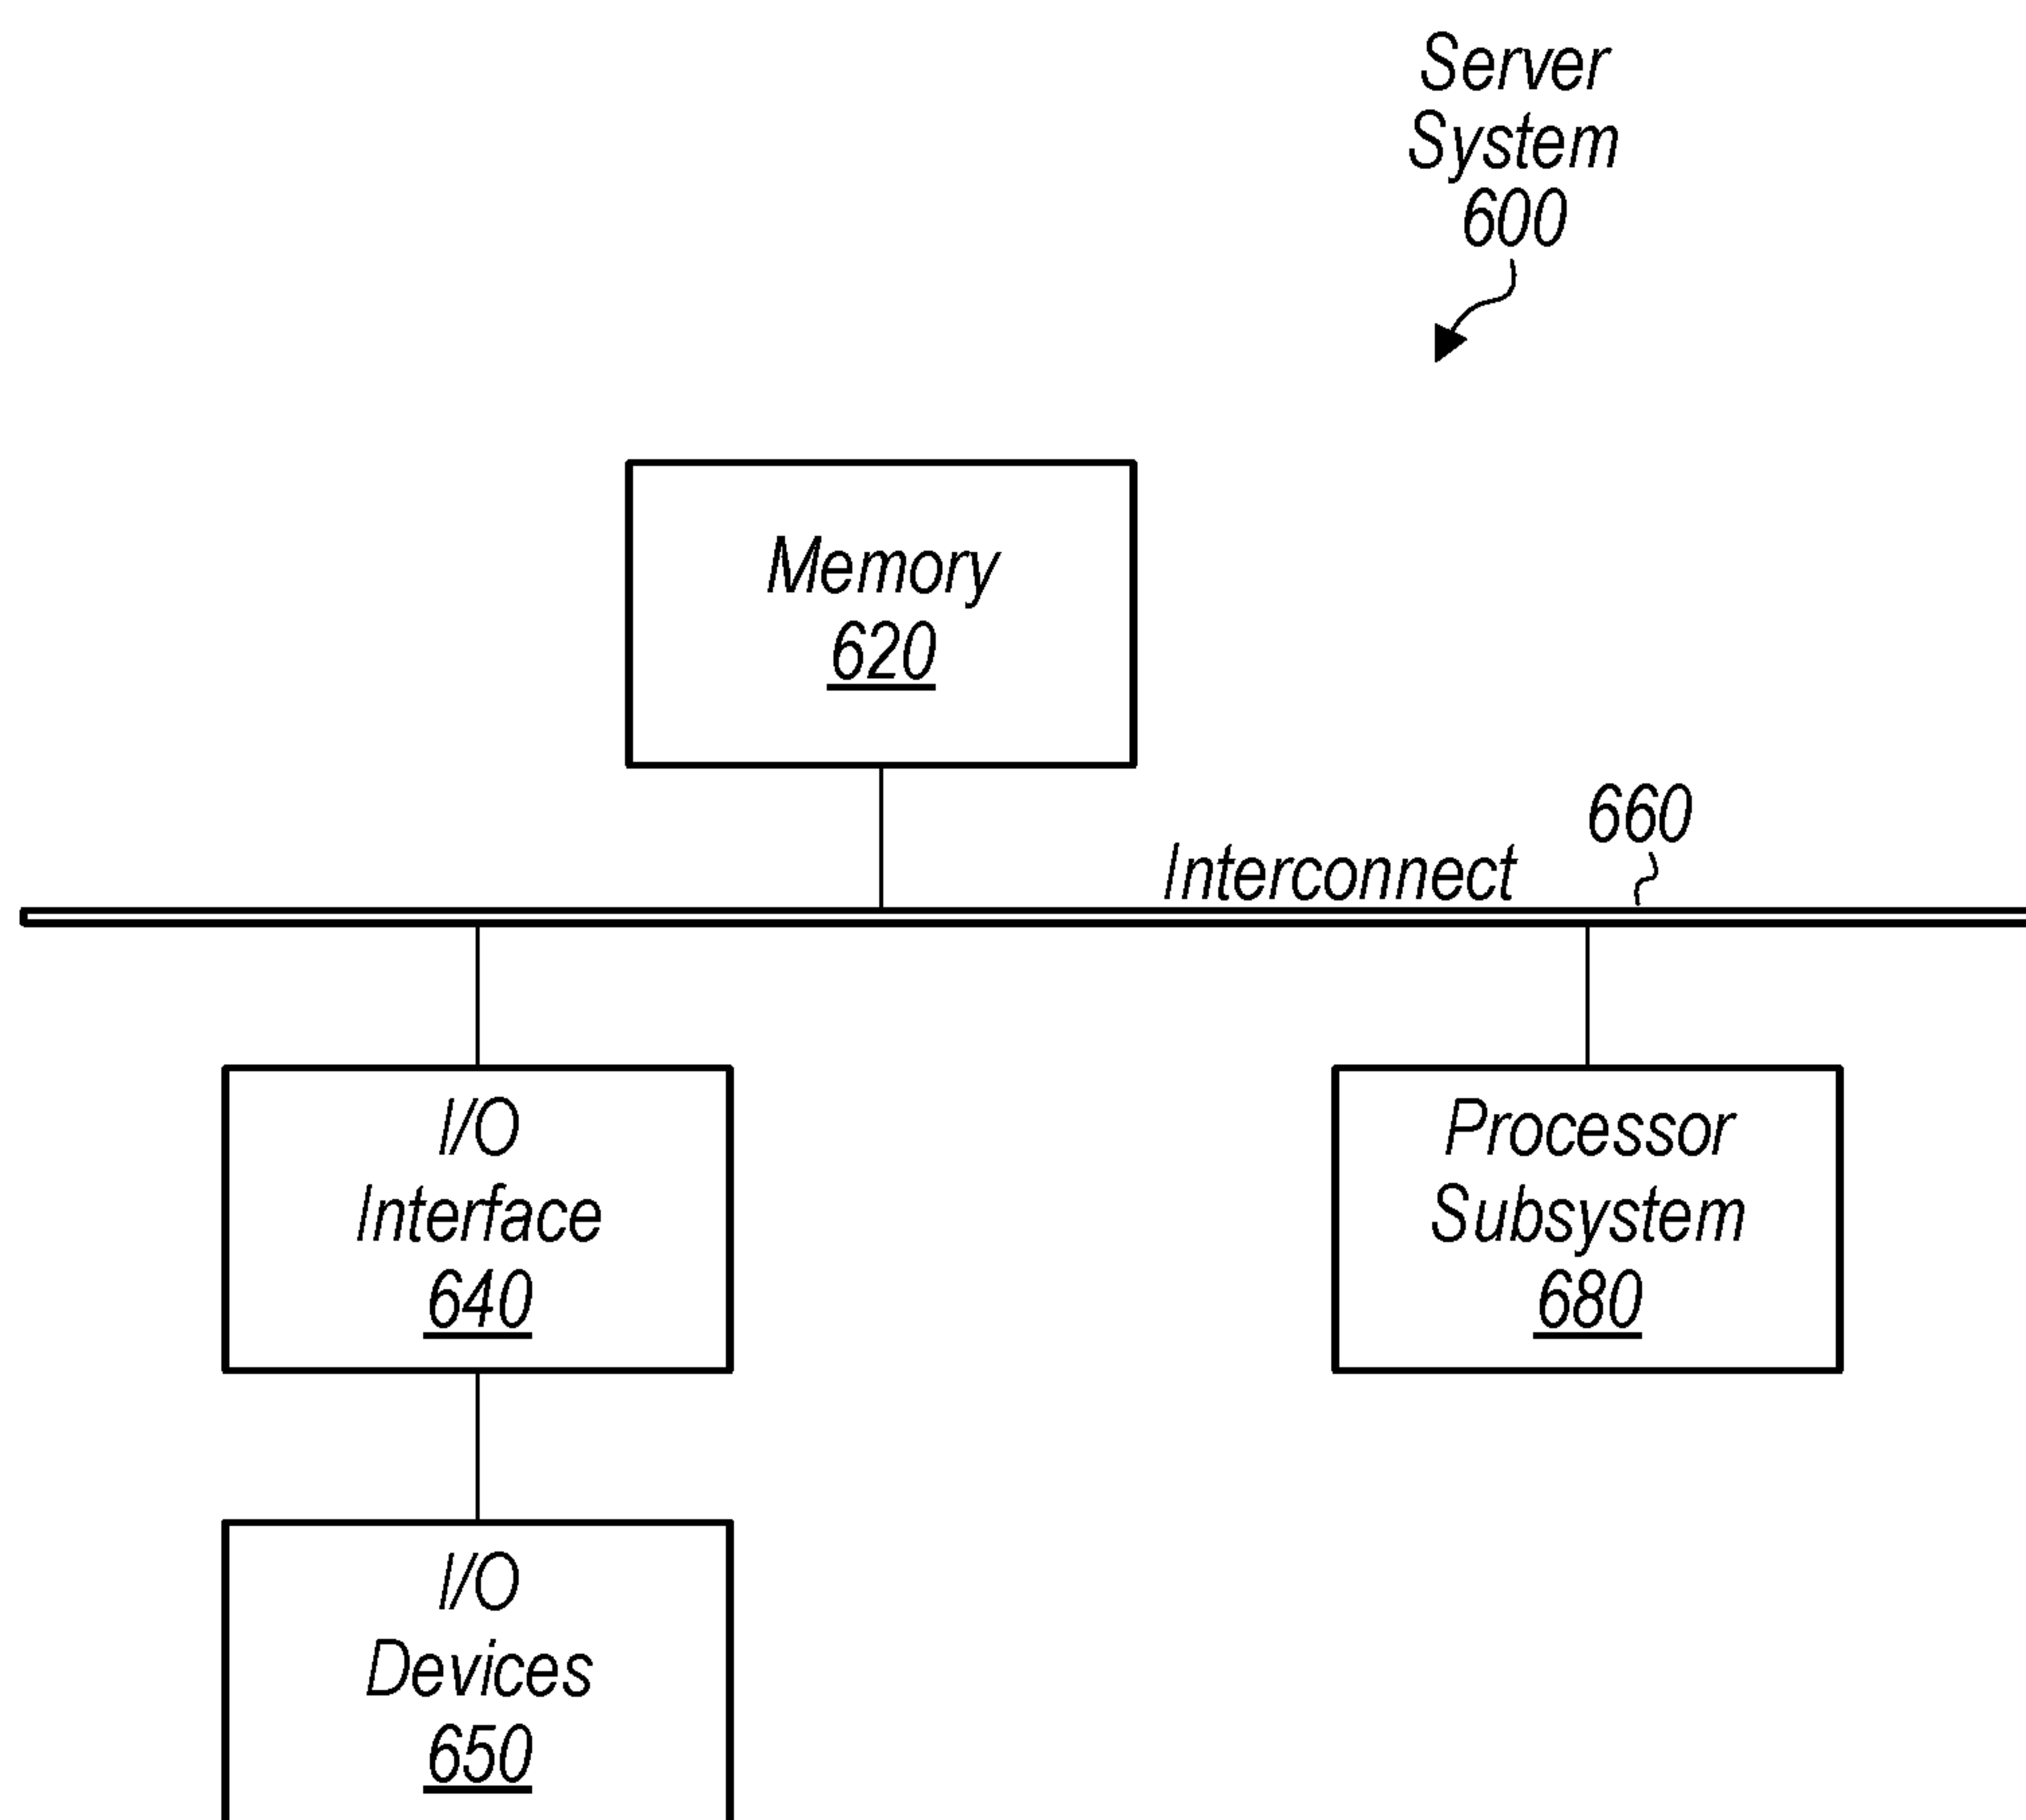 Server
System
600
Memory
620
660
Interconnect
I/O
Interface
640
Processor
Subsystem
680
I/O
Devices
650